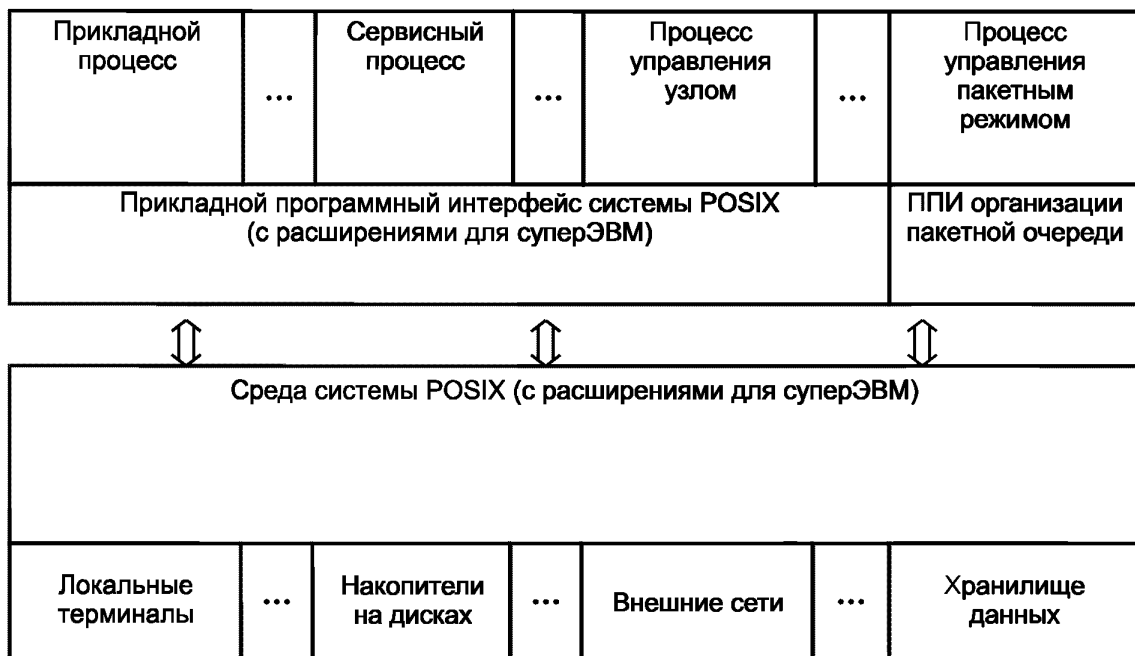 Прикладной
процесс
...
Сервисный
процесс
...
Процесс
управления
узлом
...
Процесс
управления
пакетным
режимом
Прикладной программный интерфейс системы POSIX
(с расширениями для суперЭВМ)
ППИ организации
пакетной очереди
Среда системы POSIX (с расширениями для суперЭВМ)
Локальные
терминалы
...
Накопители
на дисках
...
Внешние сети
...
Хранилище
данных